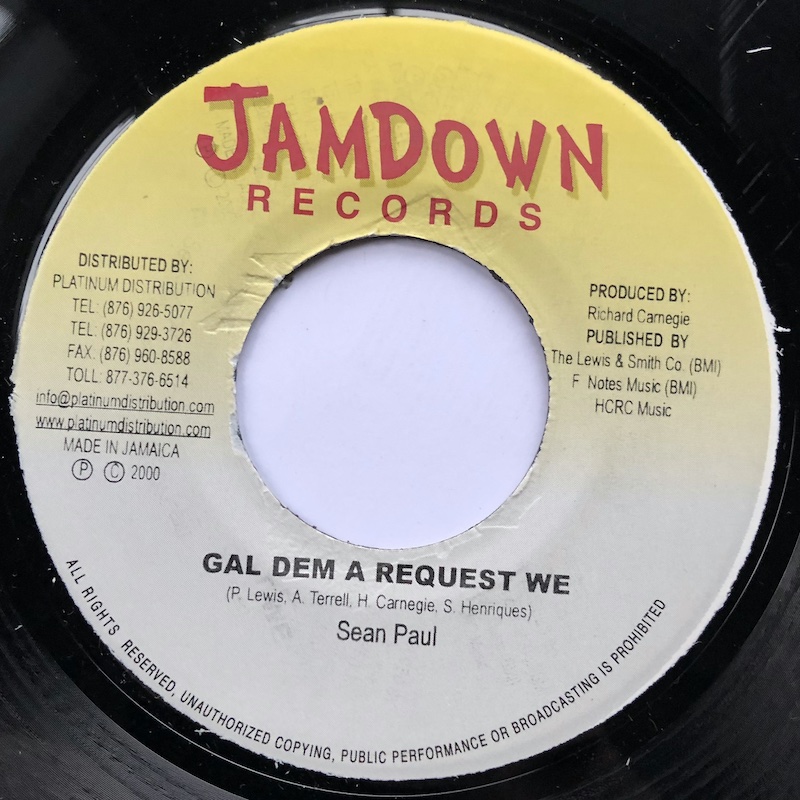 JAMDOWN
RECORDS
DISTRIBUTED BY:
PLATINUM DISTRIBUTION
TEL: (876) 926-5077
TEL: (876) 929-3726
FAX. (876) 960-8588
TOLL: 877-376-6514
info@platinumdistribution.com
www.platinumdistribution.com
MADE IN JAMAICA
Ⓟ © 2000
PRODUCED BY:
Richard Carnegie
PUBLISHED BY
The Lewis & Smith Co. (BMI)
F Notes Music (BMI)
HCRC Music
GAL DEM A REQUEST WE
(P. Lewis, A. Terrell, H. Carnegie, S. Henriques)
Sean Paul
ALL RIGHTS RESERVED, UNAUTHORIZED COPYING, PUBLIC PERFORMANCE OR BROADCASTING IS PROHIBITED